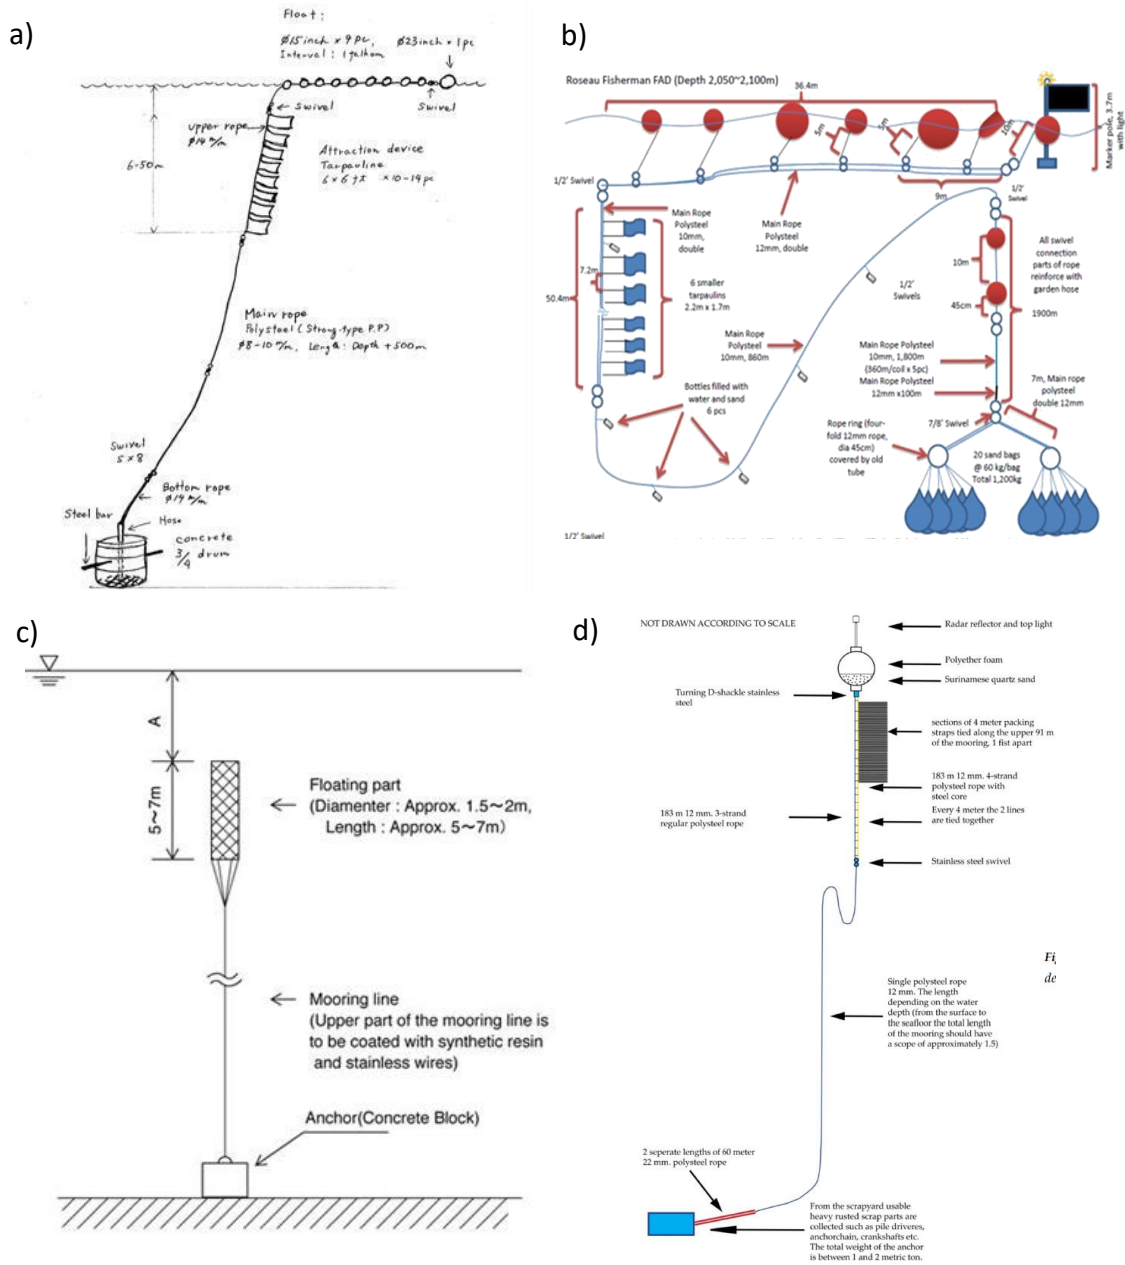 a)
Float :
Ø15 inch × 9 pc,
Interval : 1 gathom
Ø23 inch × 1 pc
Swivel
Swivel
upper rope
Ø14 m/m
6-50m
Attraction device
Tarpauline
6 x 6 ft × 10-14 pc
Main rope
Polysteel (Strong-type P.P)
Ø8-10 m/m, Length: Depth +500m
Swivel
5 × 8
Bottom rope
Ø14 m/m
Steel bar
Hose
concrete
3/4 drum
b)
Roseau Fisherman FAD (Depth 2,050~2,100m)
36.4m
5m
5m
10m
Marker pole, 3.7m
with light
1/2' Swivel
9m
1/2'
Swivel
Main Rope
Polysteel
10mm,
double
Main Rope
Polysteel
12mm, double
7.2m
50.4m
6 smaller
tarpaulins
2.2m x 1.7m
1/2'
Swivels
10m
45cm
All swivel
connection
parts of rope
reinforce with
garden hose
1900m
Main Rope
Polysteel
10mm, 860m
Main Rope Polysteel
10mm, 1,800m
(360m/coil x 5pc)
Main Rope Polysteel
12mm x100m
Bottles filled with
water and sand
6 pcs
7m, Main rope
polysteel
double 12mm
7/8' Swivel
Rope ring (four-
fold 12mm rope,
dia 45cm)
covered by old
tube
20 sand bags
@ 60 kg/bag
Total 1,200kg
1/2' Swivel
c)
A
5~7m
Floating part
(Diamenter : Approx. 1.5~2m,
Length : Approx. 5~7m)
Mooring line
(Upper part of the mooring line is
to be coated with synthetic resin
and stainless wires)
Anchor(Concrete Block)
d)
NOT DRAWN ACCORDING TO SCALE
Radar reflector and top light
Polyether foam
Surinamese quartz sand
Turning D-shackle stainless
steel
sections of 4 meter packing
straps tied along the upper 91 m
of the mooring, 1 fist apart
183 m 12 mm. 4-strand
polysteel rope with
steel core
183 m 12 mm. 3-strand
regular polysteel rope
Every 4 meter the 2 lines
are tied together
Stainless steel swivel
Fi
de
Single polysteel rope
12 mm. The length
depending on the water
depth (from the surface to
the seafloor the total length
of the mooring should have
a scope of approximately 1.5)
2 seperate lengths of 60 meter
22 mm. polysteel rope
From the scrapyard usable
heavy rusted scrap parts are
collected such as pile driveres,
anchorchain, crankshafts etc.
The total weight of the anchor
is between 1 and 2 metric ton.